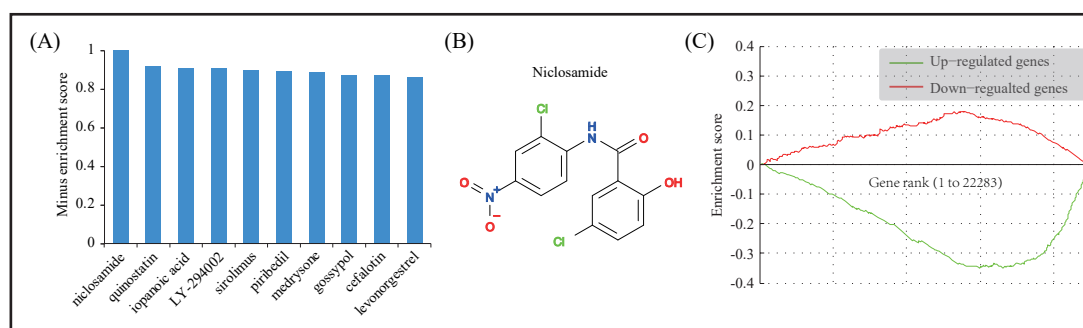 (A)
Minus enrichment score
1
0.8
0.6
0.4
0.2
0
niclosamide
quinostatin
iopanoic acid
LY-294002
sirolimus
piribedil
medrysone
gossypol
cefalotin
levonorgestrel
(B)
Niclosamide
Cl
H
N
O
O
N+
O
−
OH
Cl
(C)
Enrichment score
0.4
0.3
0.2
0.1
0
-0.1
-0.2
-0.3
-0.4
Up−regulated genes
Down−regualted genes
Gene rank (1 to 22283)